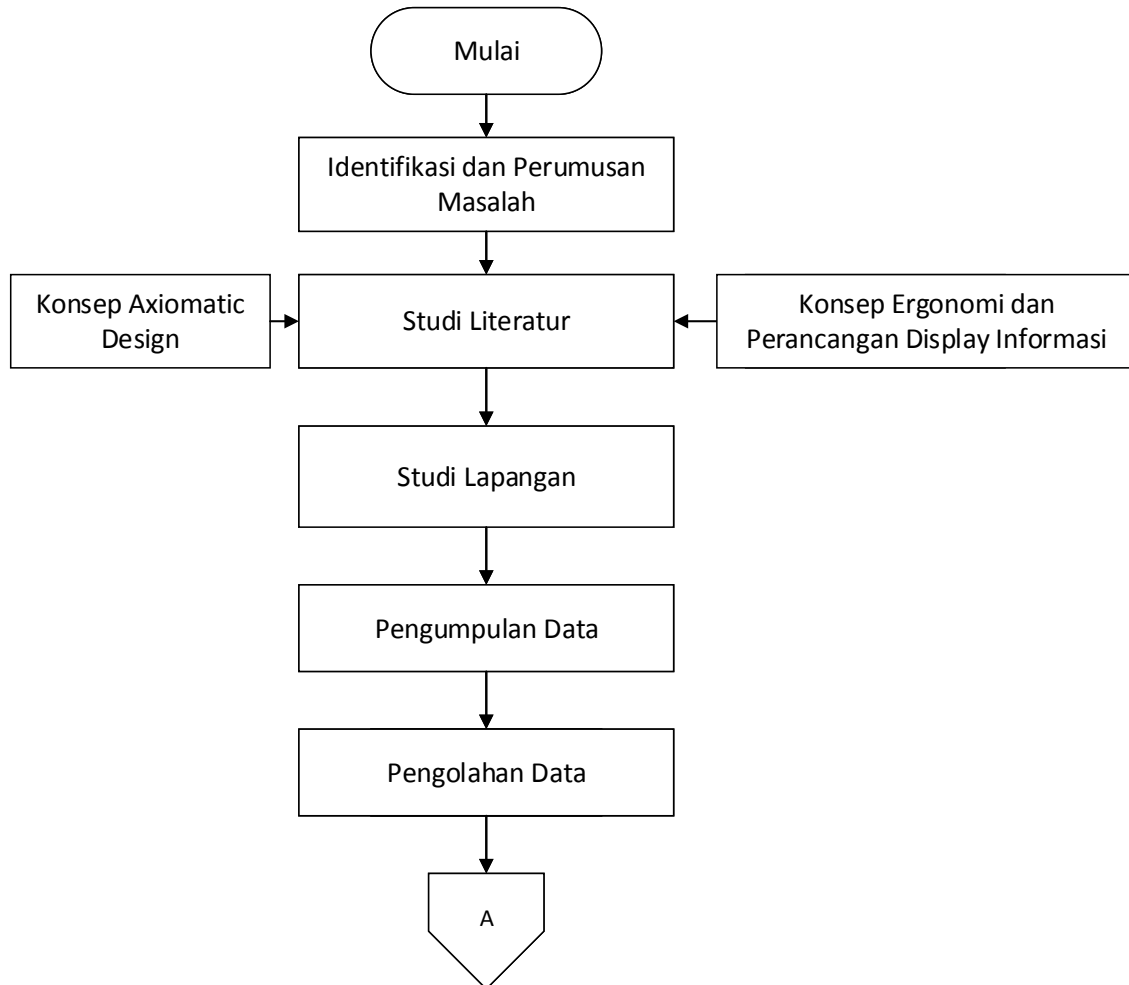 Mulai
Identifikasi dan Perumusan
Masalah
Konsep Axiomatic
Design
Studi Literatur
Konsep Ergonomi dan
Perancangan Display Informasi
Studi Lapangan
Pengumpulan Data
Pengolahan Data
A